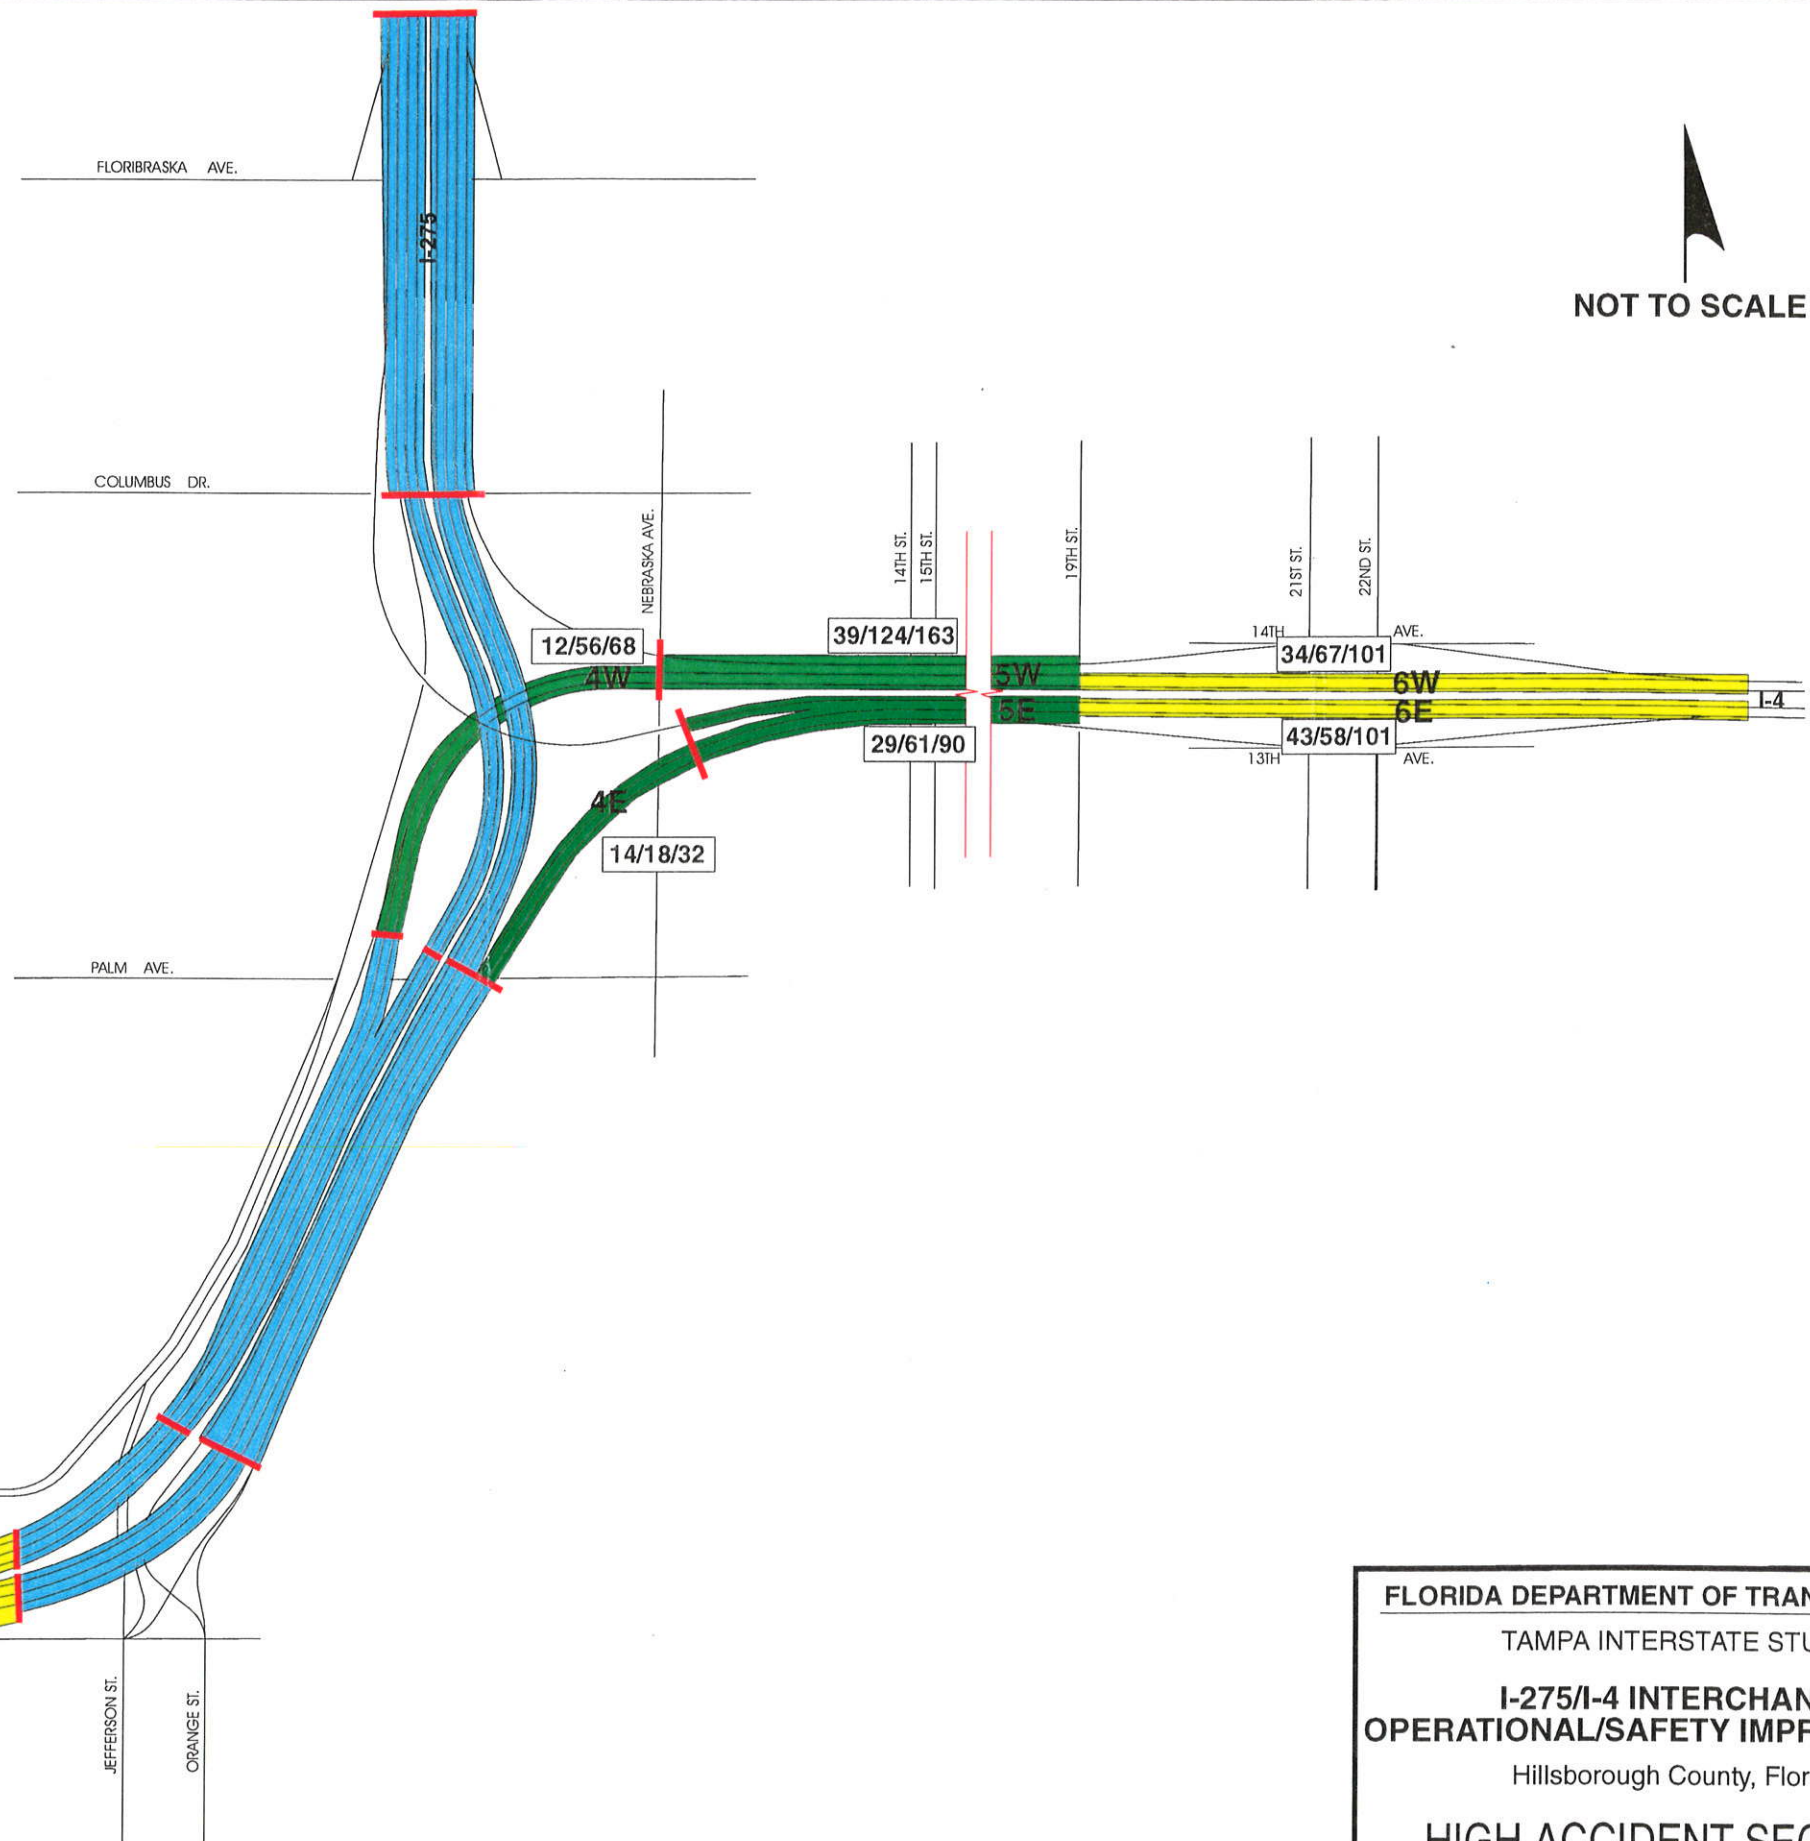 FLORIBRASKA AVE.
I-275
NOT TO SCALE
COLUMBUS DR.
NEBRASKA AVE.
14TH ST.
15TH ST.
19TH ST.
21ST ST.
22ND ST.
12/56/68
39/124/163
14TH AVE.
34/67/101
4W
5W
6W
I-4
5E
6E
29/61/90
43/58/101
13TH AVE.
4E
14/18/32
PALM AVE.
JEFFERSON ST.
ORANGE ST.
FLORIDA DEPARTMENT OF TRAN
TAMPA INTERSTATE STU
I-275/I-4 INTERCHAN
OPERATIONAL/SAFETY IMPR
Hillsborough County, Flor
HIGH ACCIDENT SEG